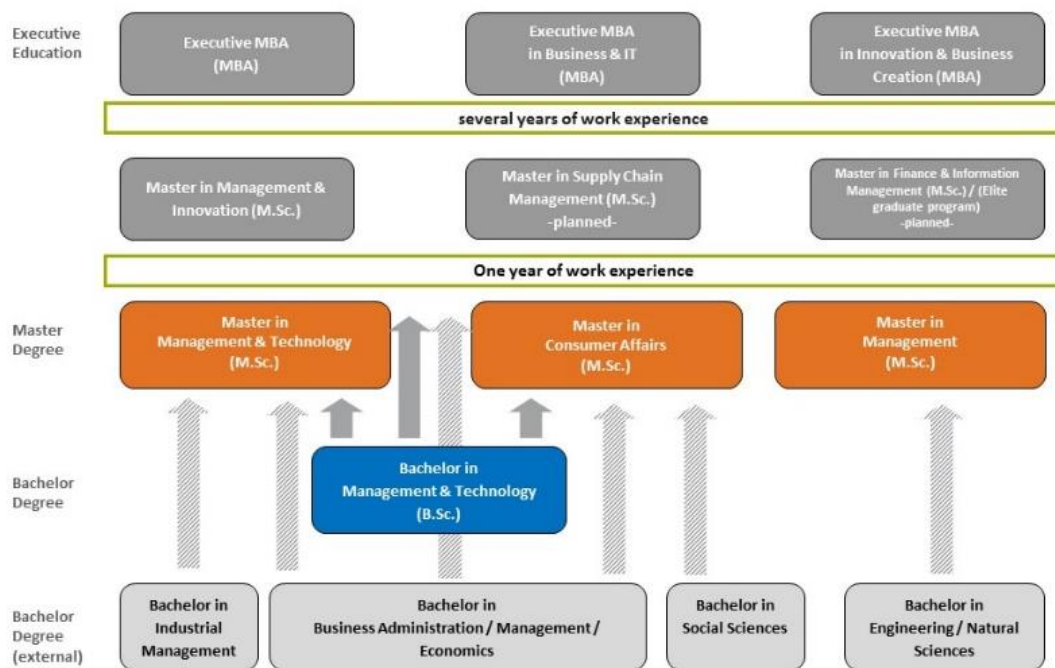 Executive
Education
Executive MBA
(MBA)
Executive MBA
in Business & IT
(MBA)
Executive MBA
in Innovation & Business
Creation (MBA)
several years of work experience
Master in Management &
Innovation (M.Sc.)
Master in Supply Chain
Management (M.Sc.)
-planned-
Master in Finance & Information
Management (M.Sc.) / (Elite
graduate program)
-planned-
One year of work experience
Master
Degree
Master in
Management & Technology
(M.Sc.)
Master in
Consumer Affairs
(M.Sc.)
Master in
Management
(M.Sc.)
Bachelor
Degree
Bachelor in
Management & Technology
(B.Sc.)
Bachelor
Degree
(external)
Bachelor in
Industrial
Management
Bachelor in
Business Administration / Management /
Economics
Bachelor in
Social Sciences
Bachelor in
Engineering / Natural
Sciences